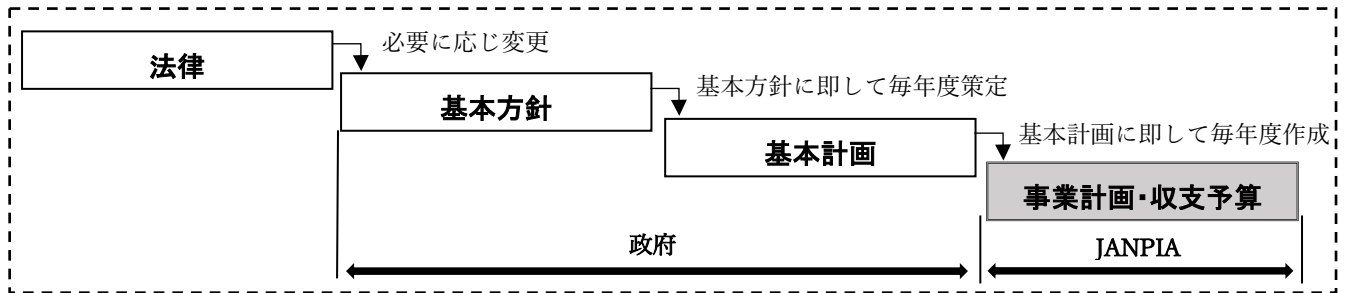 法律
必要に応じ変更
基本方針
基本方針に即して毎年度策定
基本計画
基本計画に即して毎年度作成
事業計画・収支予算
政府
JANPIA